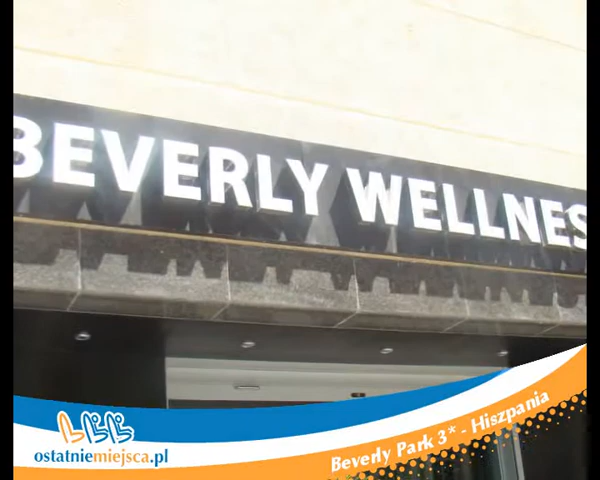 BEVERLY WELLNES
ostatniemiejsca.pl
Beverly Park 3* - Hiszpania